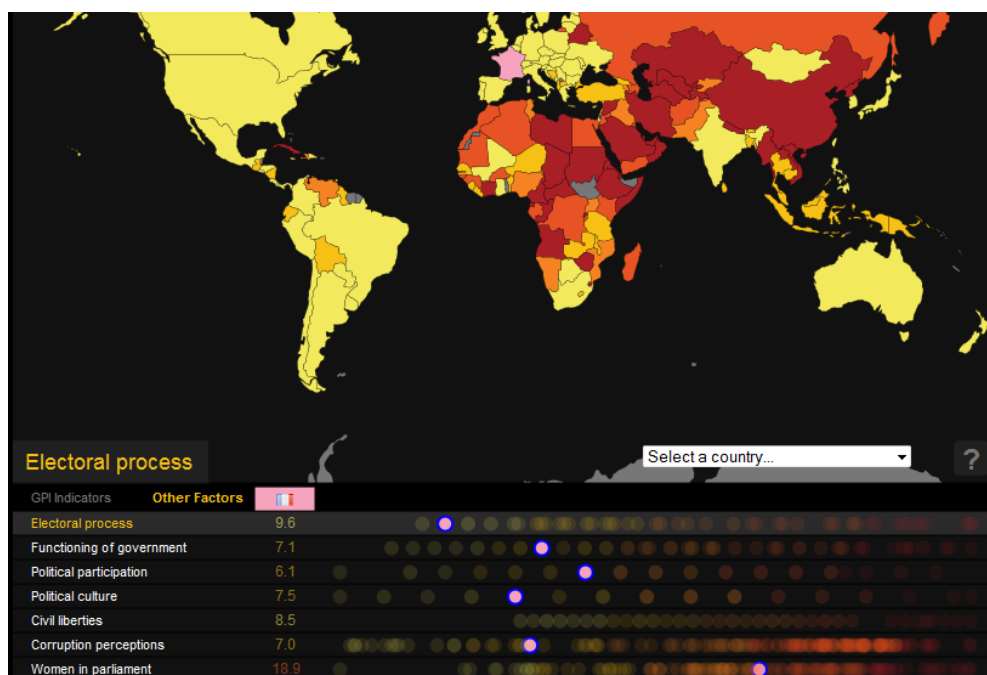 Electoral process
Select a country...
?
GPI Indicators Other Factors
Electoral process 9.6
Functioning of government 7.1
Political participation 6.1
Political culture 7.5
Civil liberties 8.5
Corruption perceptions 7.0
Women in parliament 18.9